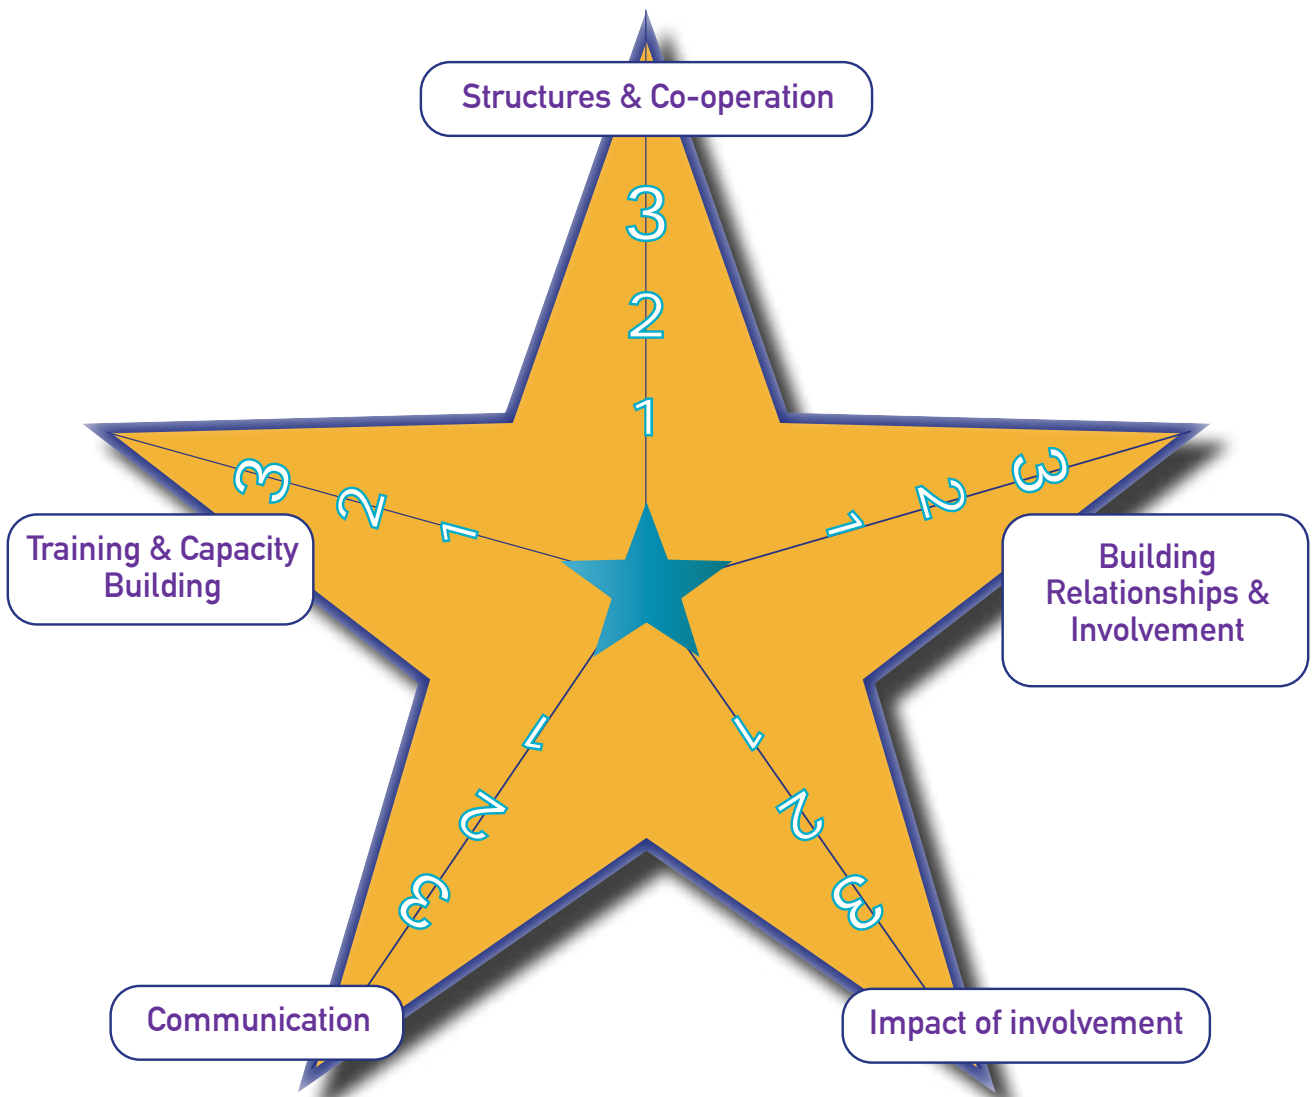 Structures & Co-operation
3
2
1
3
2
1
1
2
3
Training & Capacity
Building
Building
Relationships &
Involvement
1
2
3
1
2
3
Communication
Impact of involvement